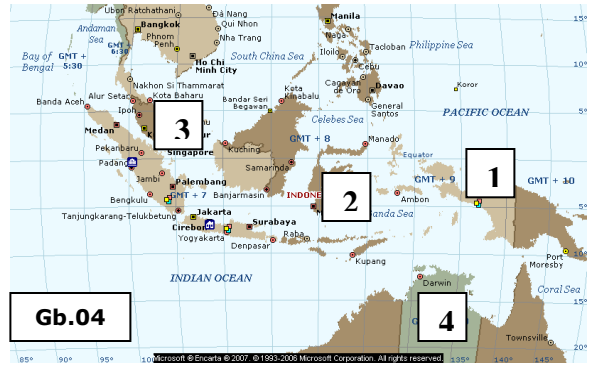 Ubon Ratchathani
Đà Nẵng
Manila
15°
Andaman
Sea
Bangkok
Qui Nhon
Naga
Phnom
Penh
Nha Trang
Tacloban
Philippine Sea
GMT +
6:30
Iloilo
Bay of
Bengal
GMT +
5:30
Ho Chi
Minh City
South China Sea
Cebu
Cagayan
de Oro
Davao
10°
Nakhon Si Thammarat
Koror
Alur Setar
Kota Baharu
Kota
Kinabalu
General
Santos
Banda Aceh
Ipoh
Bandar Seri
Begawan
PACIFIC OCEAN
5°
3
Celebes Sea
Medan
GMT + 8
Manado
Pekanbaru
Singapore
Kuching
Equator
Padang
Samarinda
1
Jambi
GMT + 9
GMT + 10
Palembang
Bengkulu
GMT + 7
Banjarmasin
INDONE
2
Ambon
anda Sea
5°
Tanjungkarang-Telukbetung
Jakarta
Cirebon
Surabaya
Yogyakarta
Denpasar
Raba
Kupang
Port
Moresby
10°
INDIAN OCEAN
Darwin
Coral Sea
Gb.04
4
15°
Townsville
85°
90°
95°
100
Microsoft ® Encarta ® 2007. © 1993-2006 Microsoft Corporation. All rights reserved.
135°
140°
145°
20°